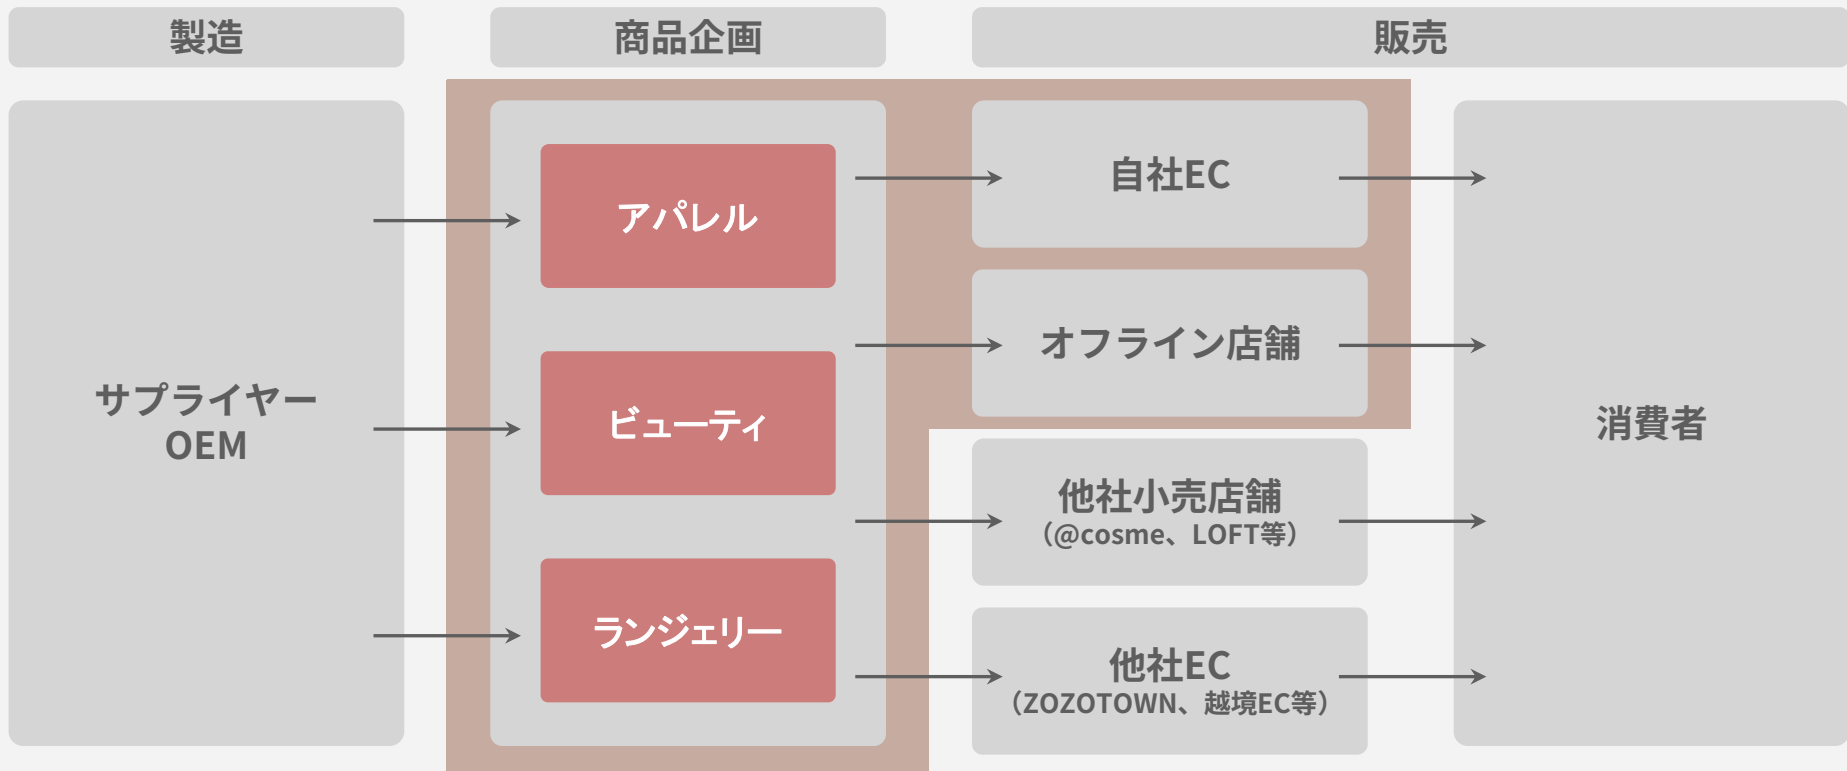 製造
商品企画
販売
サプライヤー
OEM
アパレル
ビューティ
ランジェリー
自社EC
オフライン店舗
他社小売店舗
（@cosme、LOFT等）
他社EC
（ZOZOTOWN、越境EC等）
消費者